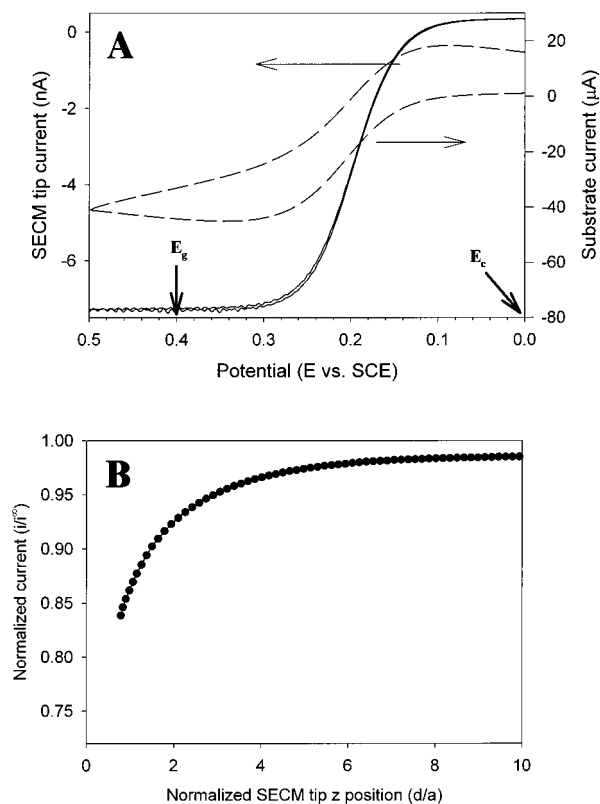 A
SECM tip current (nA)
0
-2
-4
-6
Substrate current (μA)
20
0
-20
-40
-60
-80
E_g
E_c
0.5 0.4 0.3 0.2 0.1 0.0
Potential (E vs. SCE)
B
Normalized current (i/i^∞)
1.00
0.95
0.90
0.85
0.80
0.75
0 2 4 6 8 10
Normalized SECM tip z position (d/a)